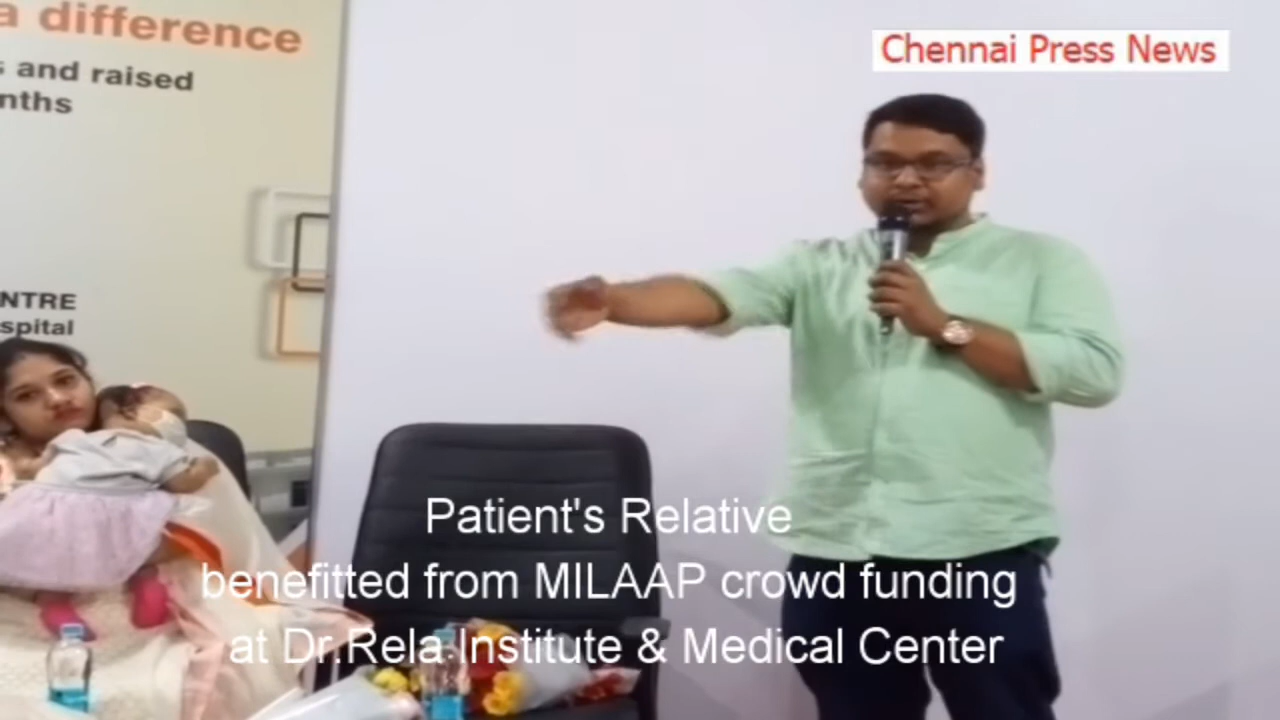 a difference
s and raised
nths
Chennai Press News
NTRE
spital
Patient's Relative
benefitted from MILAAP crowd funding
at Dr.Rela Institute & Medical Center